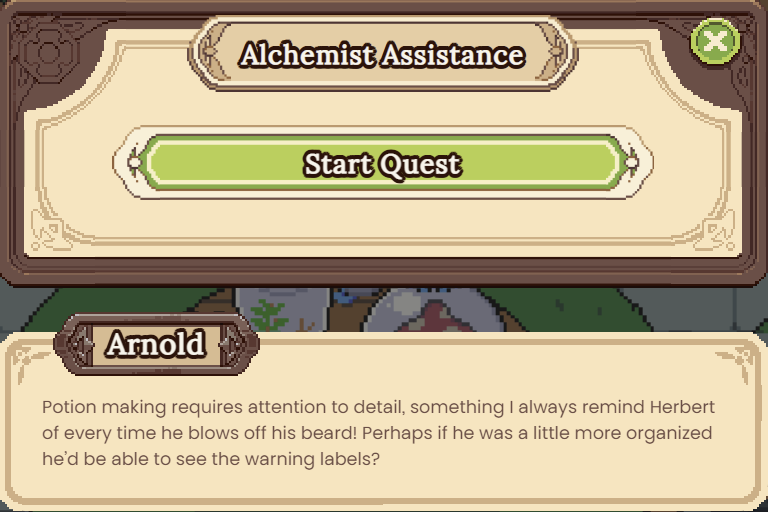 Alchemist Assistance
Start Quest
Arnold
Potion making requires attention to detail, something I always remind Herbert
of every time he blows off his beard! Perhaps if he was a little more organized
he'd be able to see the warning labels?